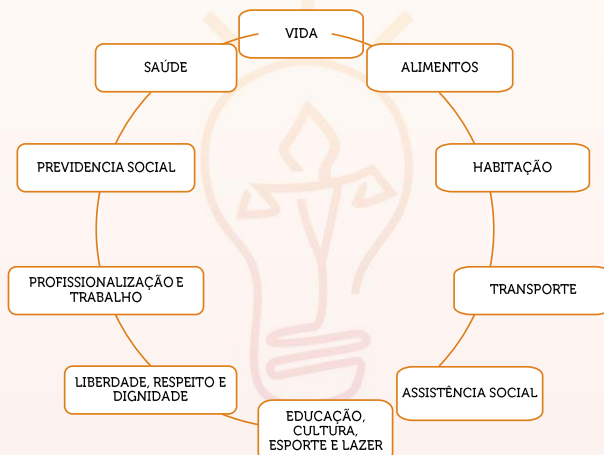 VIDA
SAÚDE
ALIMENTOS
PREVIDENCIA SOCIAL
HABITAÇÃO
PROFISSIONALIZAÇÃO E
TRABALHO
TRANSPORTE
LIBERDADE, RESPEITO E
DIGNIDADE
ASSISTÊNCIA SOCIAL
EDUCAÇÃO,
CULTURA,
ESPORTE E LAZER